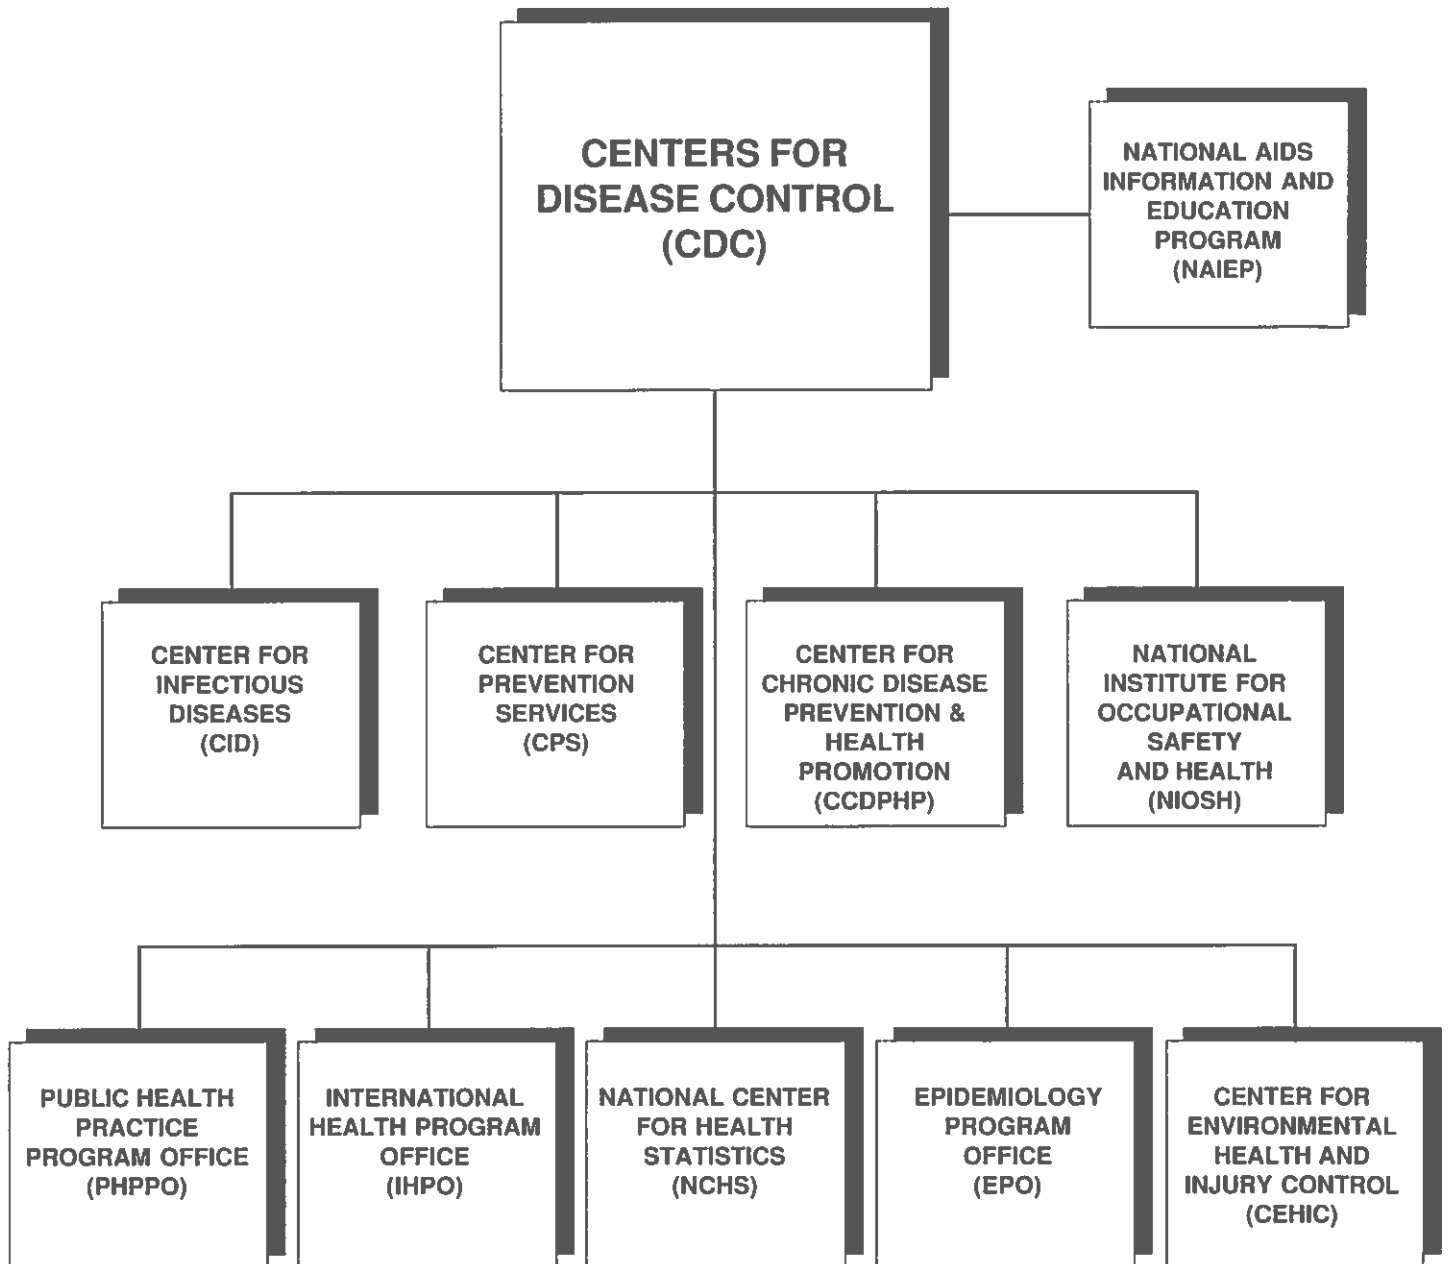 CENTERS FOR
DISEASE CONTROL
(CDC)
NATIONAL AIDS
INFORMATION AND
EDUCATION
PROGRAM
(NAIEP)
CENTER FOR
INFECTIOUS
DISEASES
(CID)
CENTER FOR
PREVENTION
SERVICES
(CPS)
CENTER FOR
CHRONIC DISEASE
PREVENTION &
HEALTH
PROMOTION
(CCDPHP)
NATIONAL
INSTITUTE FOR
OCCUPATIONAL
SAFETY
AND HEALTH
(NIOSH)
PUBLIC HEALTH
PRACTICE
PROGRAM OFFICE
(PHPPO)
INTERNATIONAL
HEALTH PROGRAM
OFFICE
(IHPO)
NATIONAL CENTER
FOR HEALTH
STATISTICS
(NCHS)
EPIDEMIOLOGY
PROGRAM
OFFICE
(EPO)
CENTER FOR
ENVIRONMENTAL
HEALTH AND
INJURY CONTROL
(CEHIC)